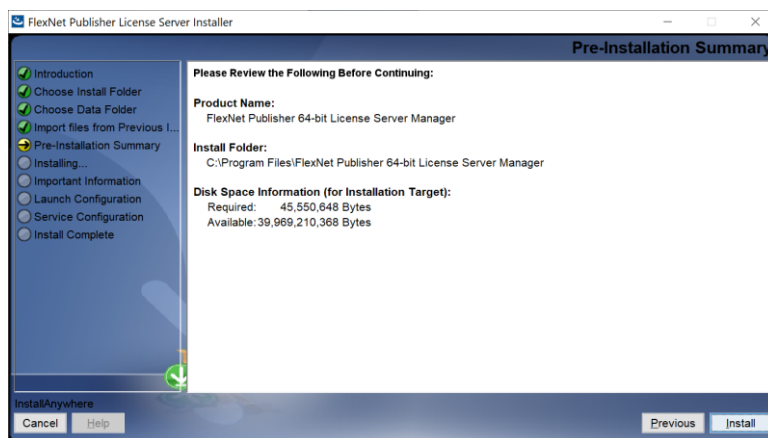 FlexNet Publisher License Server Installer
Pre-Installation Summary
Introduction
Choose Install Folder
Choose Data Folder
Import files from Previous I...
Pre-Installation Summary
Installing...
Important Information
Launch Configuration
Service Configuration
Install Complete
Please Review the Following Before Continuing:
Product Name:
FlexNet Publisher 64-bit License Server Manager
Install Folder:
C:\Program Files\FlexNet Publisher 64-bit License Server Manager
Disk Space Information (for Installation Target):
Required: 45,550,648 Bytes
Available: 39,969,210,368 Bytes
InstallAnywhere
Cancel Help Previous Install